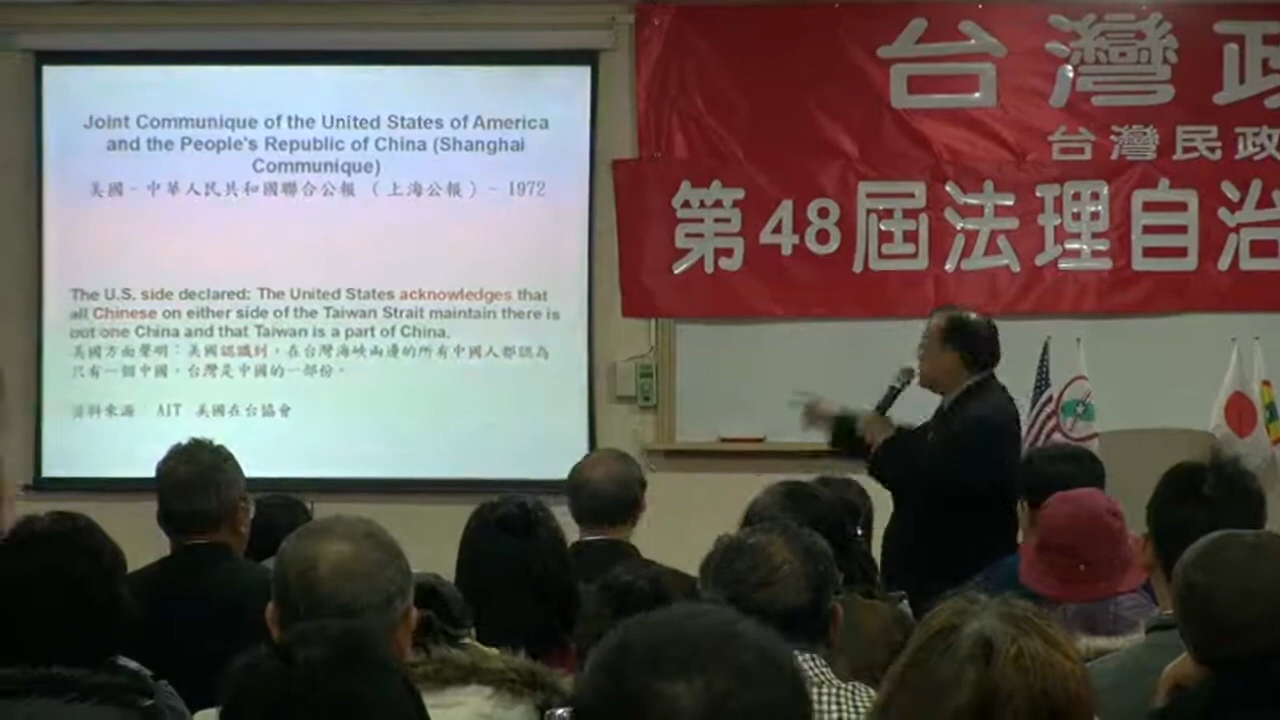 Joint Communique of the United States of America
and the People's Republic of China (Shanghai
Communique)
美國 - 中華人民共和國聯合公報 （上海公報）- 1972
The U.S. side declared: The United States acknowledges that
all Chinese on either side of the Taiwan Strait maintain there is
but one China and that Taiwan is a part of China.
美國方面聲明：美國認識到，在台灣海峽兩邊的所有中國人都認為
只有一個中國，台灣是中國的一部份。
資料來源： AIT 美國在台協會
台灣政
台灣民政
第48屆法理自治